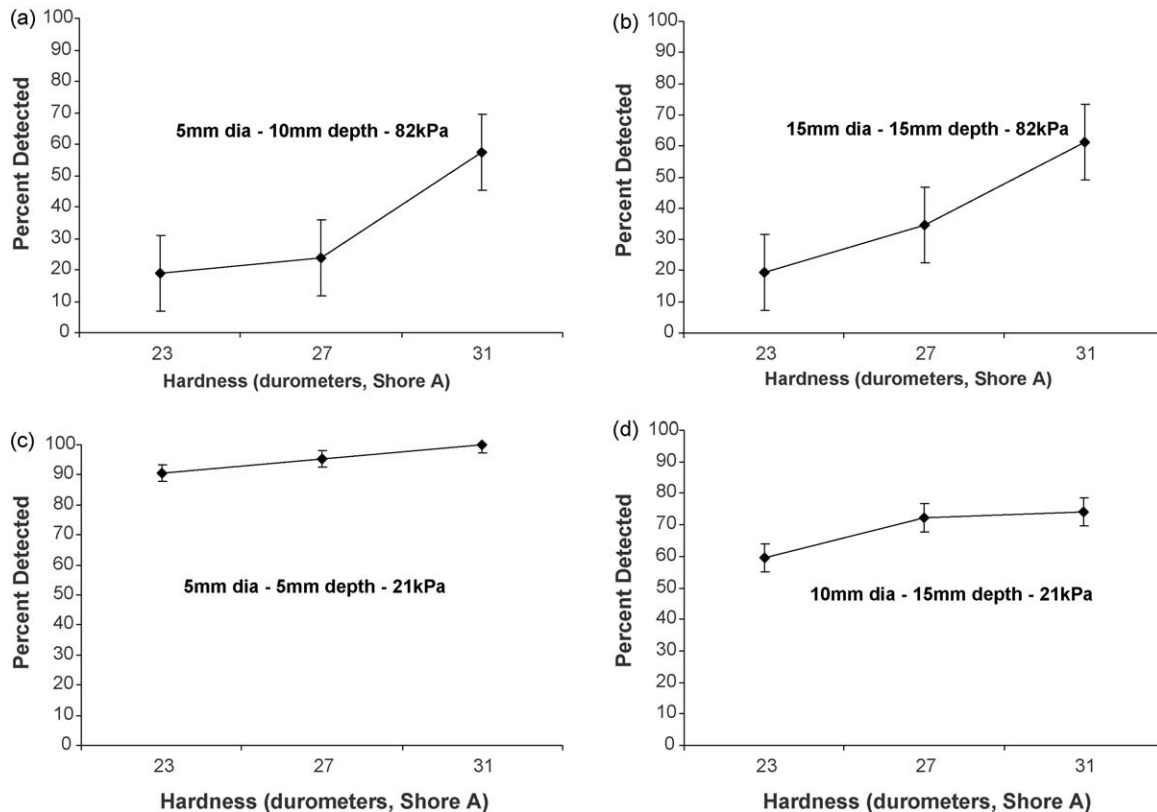 (a)
100
90
80
70
60
50
40
30
20
10
0
Percent Detected
5mm dia - 10mm depth - 82kPa
23 27 31
Hardness (durometers, Shore A)
(b)
100
90
80
70
60
50
40
30
20
10
0
Percent Detected
15mm dia - 15mm depth - 82kPa
23 27 31
Hardness (durometers, Shore A)
(c)
100
90
80
70
60
50
40
30
20
10
0
Percent Detected
5mm dia - 5mm depth - 21kPa
23 27 31
Hardness (durometers, Shore A)
(d)
100
90
80
70
60
50
40
30
20
10
0
Percent Detected
10mm dia - 15mm depth - 21kPa
23 27 31
Hardness (durometers, Shore A)